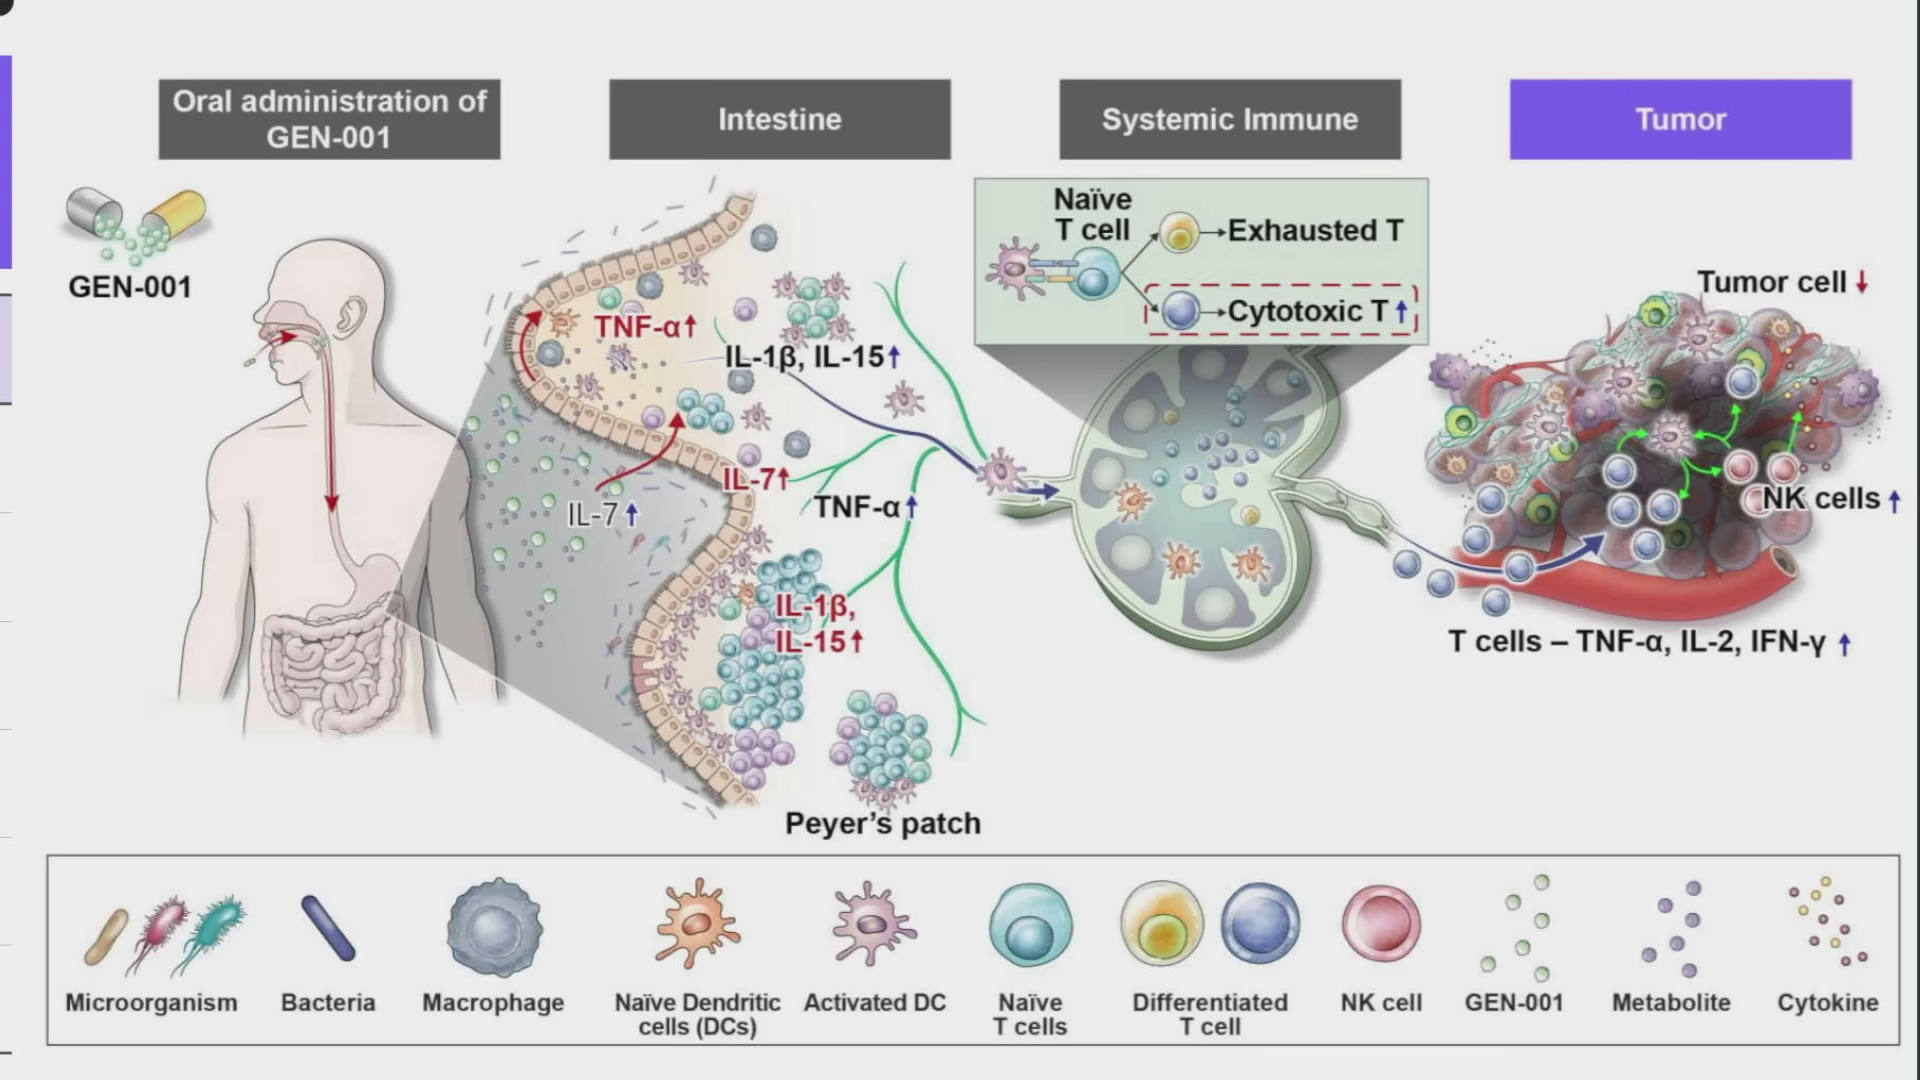 Oral administration of
GEN-001
Intestine
Systemic Immune
Tumor
GEN-001
TNF-α↑
IL-1β, IL-15↑
IL-7↑
IL-7↑
TNF-α↑
IL-1β,
IL-15↑
Peyer's patch
Naïve
T cell
Exhausted T
Cytotoxic T↑
Tumor cell↓
NK cells↑
T cells – TNF-α, IL-2, IFN-γ ↑
Microorganism
Bacteria
Macrophage
Naïve Dendritic
cells (DCs)
Activated DC
Naïve
T cells
Differentiated
T cell
NK cell
GEN-001
Metabolite
Cytokine